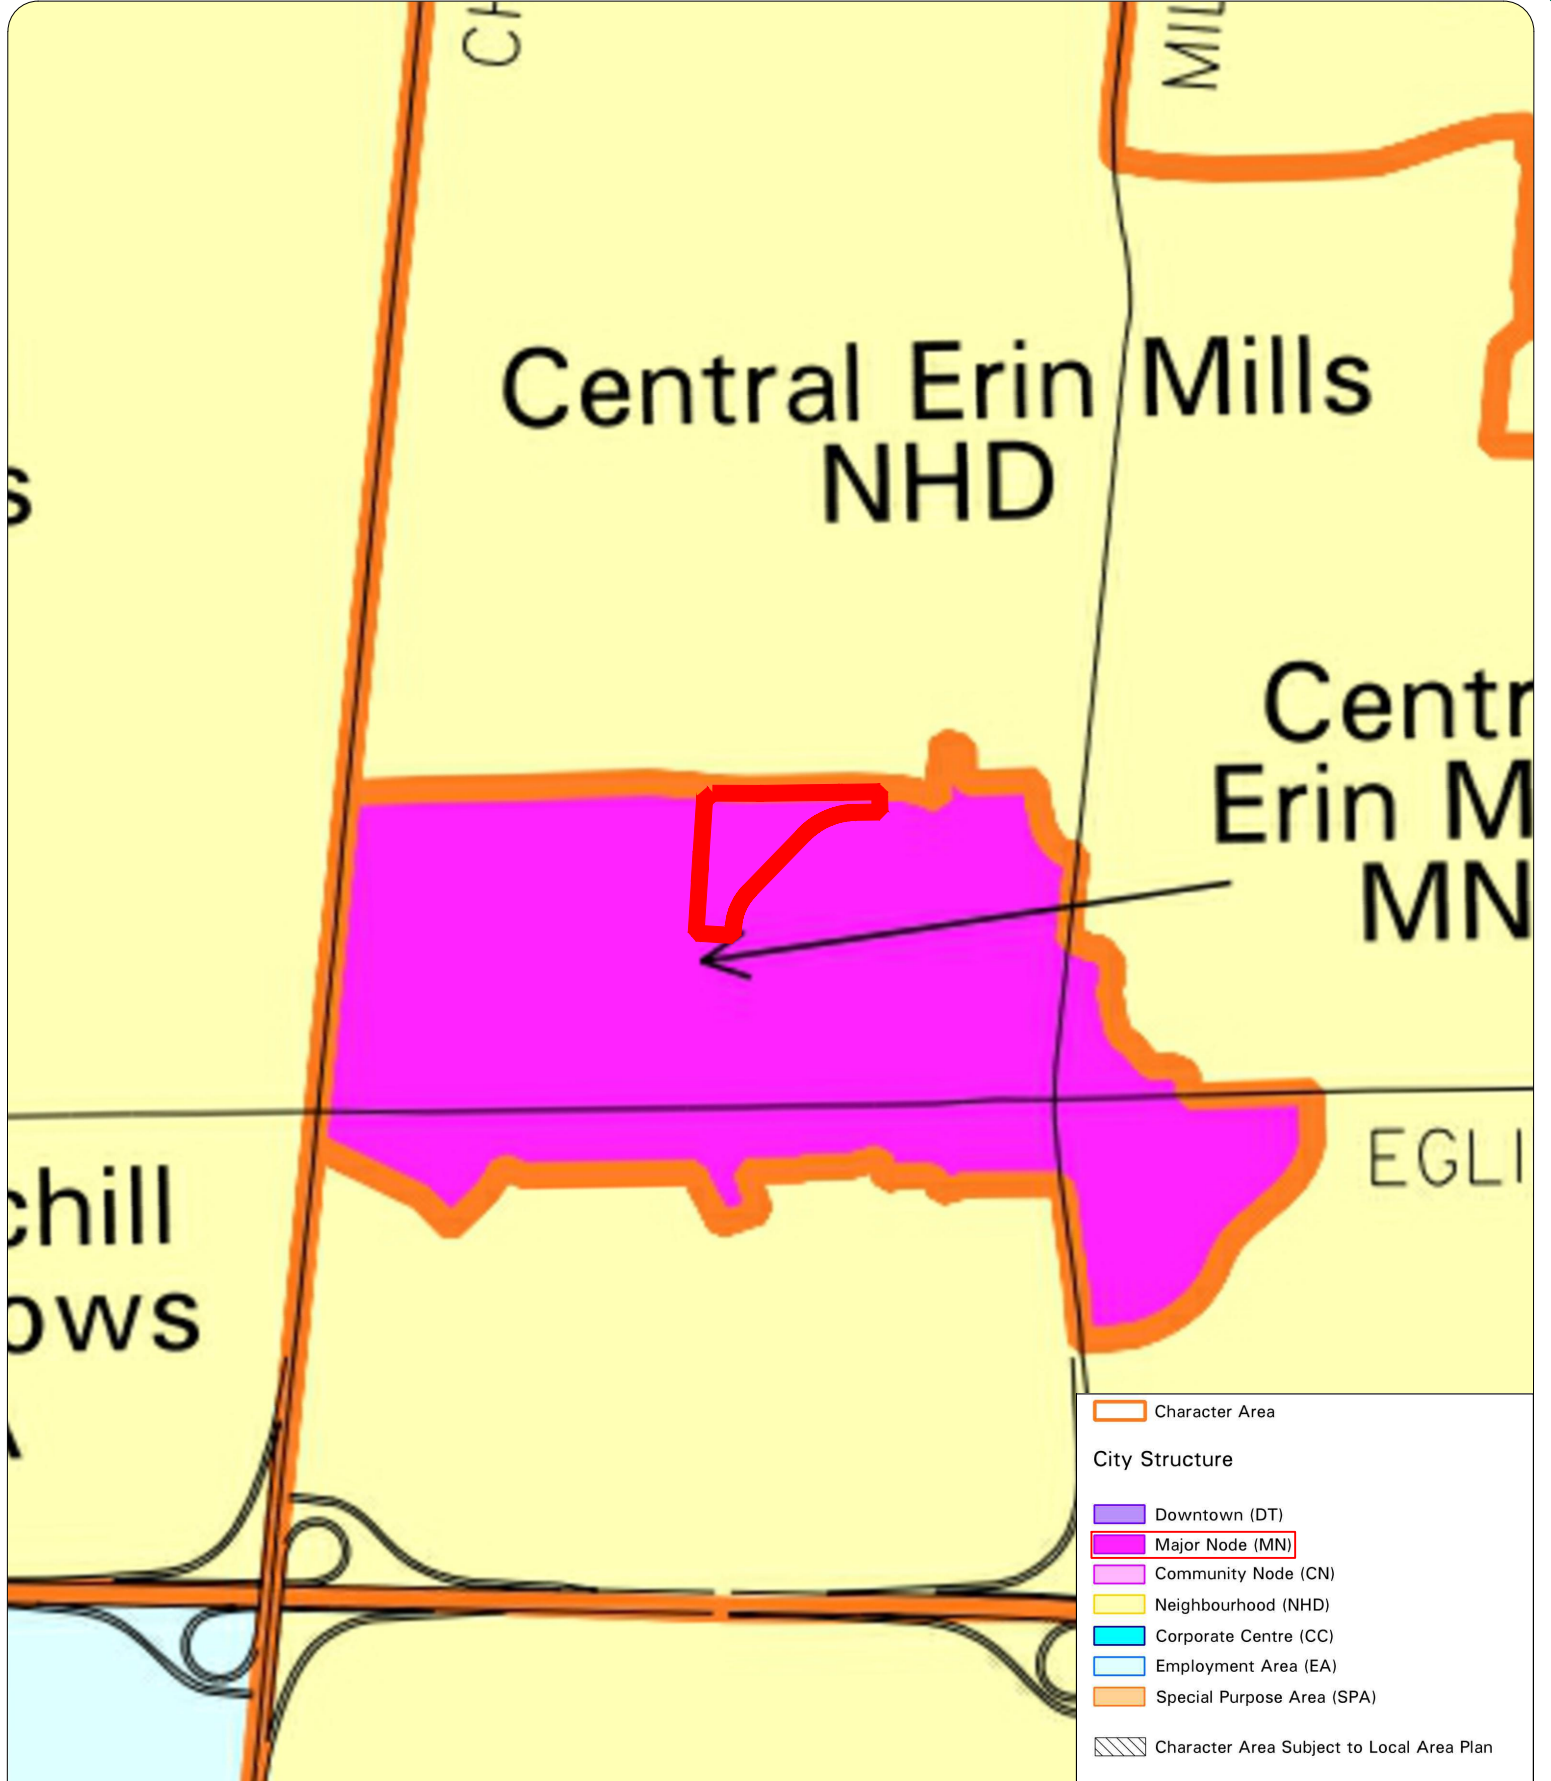 CH
MIL
Central Erin Mills
NHD
s
Centr
Erin M
MN
EGLI
chill
ows
A
Character Area
City Structure
Downtown (DT)
Major Node (MN)
Community Node (CN)
Neighbourhood (NHD)
Corporate Centre (CC)
Employment Area (EA)
Special Purpose Area (SPA)
Character Area Subject to Local Area Plan